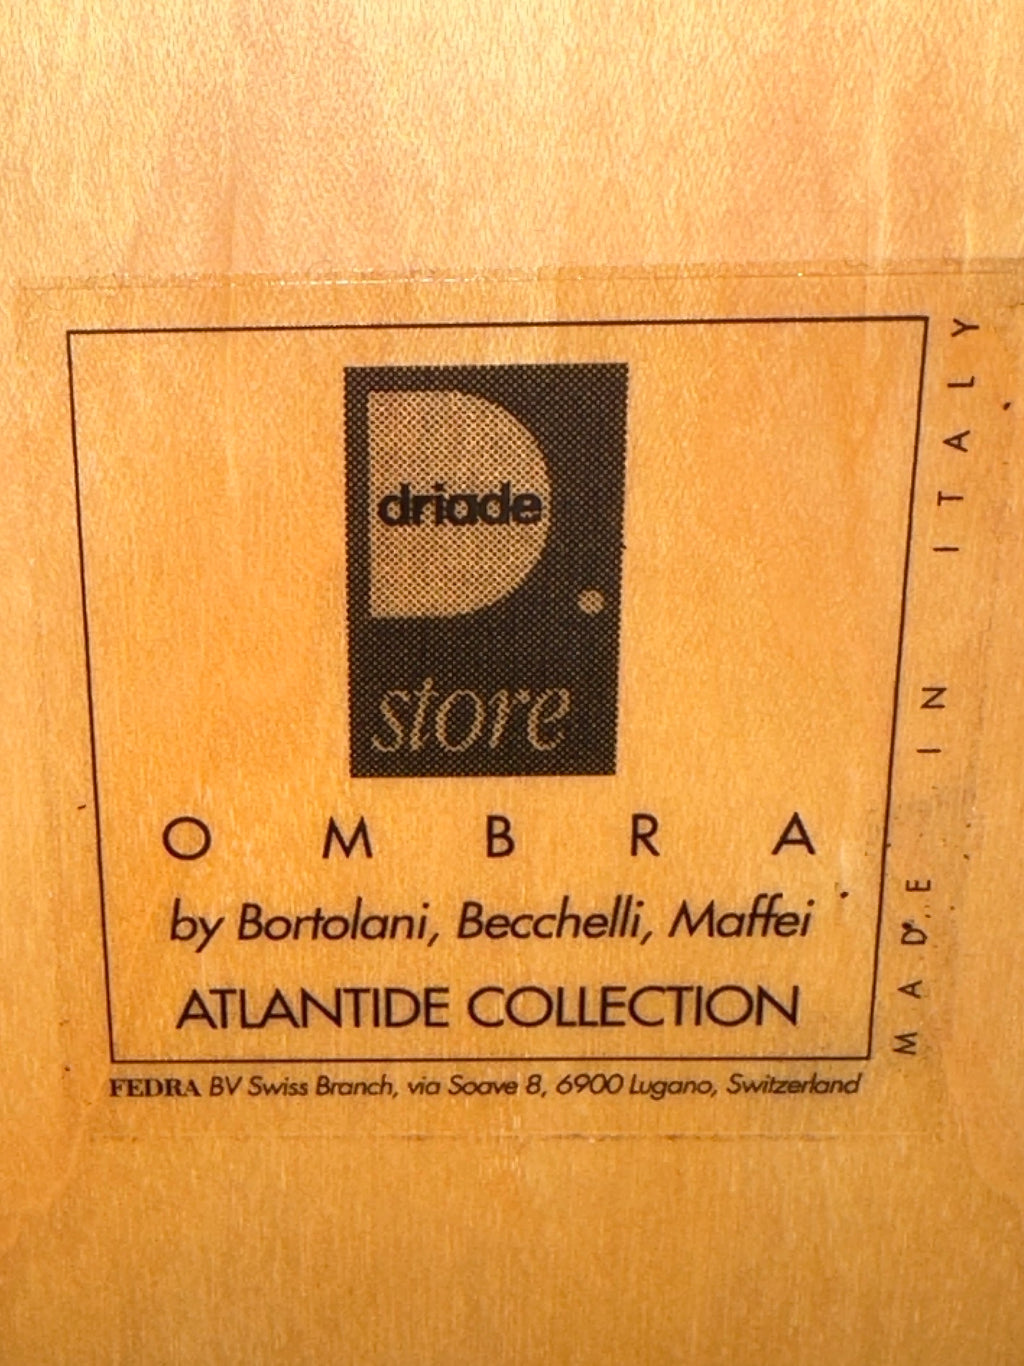 driade
store
OMBRA
by Bortolani, Becchelli, Maffei
ATLANTIDE COLLECTION
FEDRA BV Swiss Branch, via Soave 8, 6900 Lugano, Switzerland
MADE IN ITALY